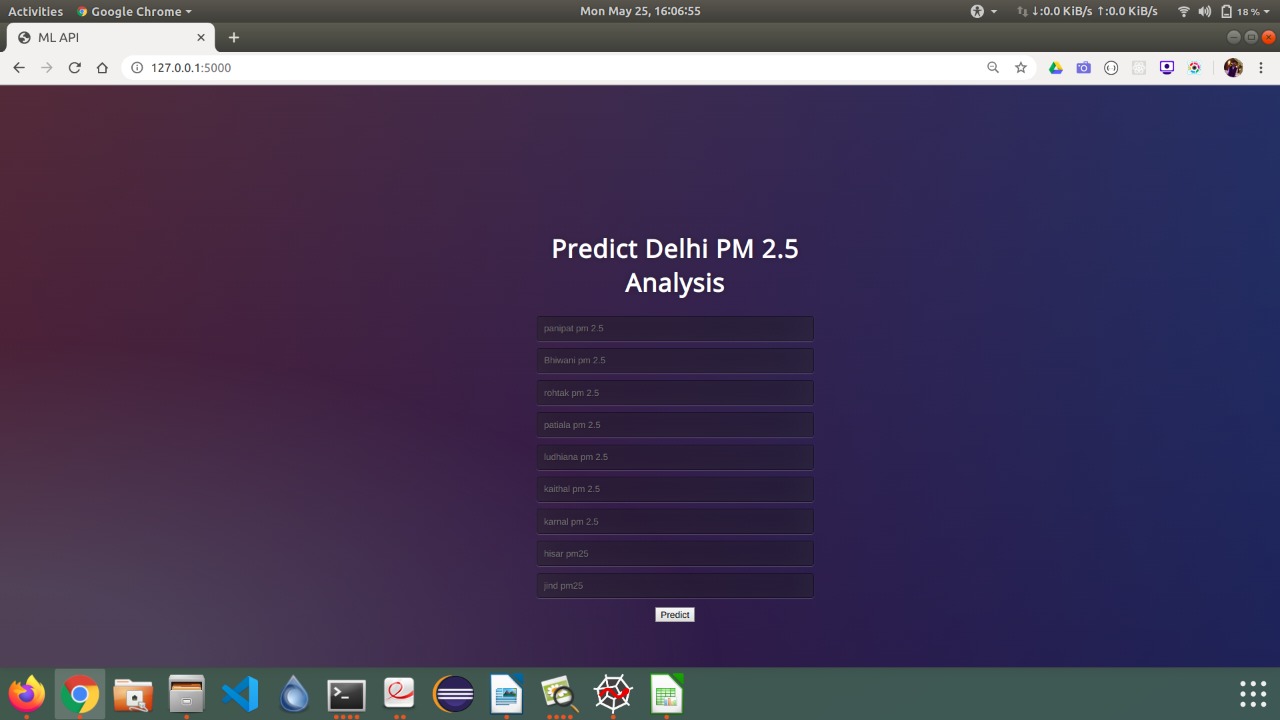 Activities Google Chrome Mon May 25, 16:06:55 ↓:0.0 KiB/s ↑:0.0 KiB/s 18 %
ML API
127.0.0.1:5000
Predict Delhi PM 2.5
Analysis
panipat pm 2.5
Bhiwani pm 2.5
rohtak pm 2.5
patiala pm 2.5
ludhiana pm 2.5
kaithal pm 2.5
karnal pm 2.5
hisar pm25
jind pm25
Predict